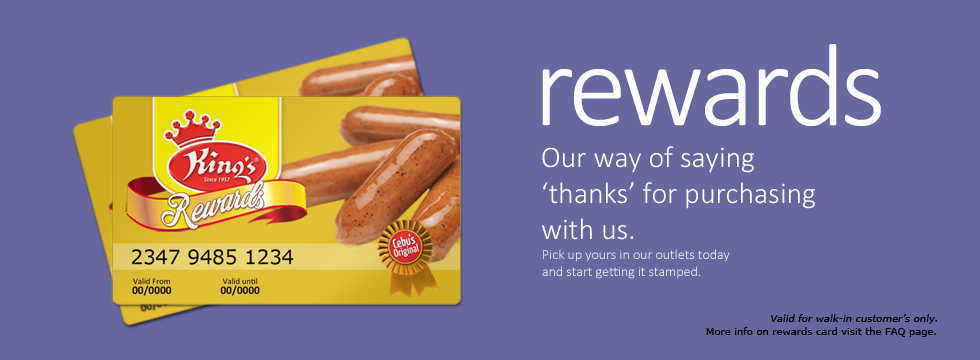 King's®
Since 1957
Rewards
Cebu's
Original
2347 9485 1234
Valid From
00/0000
Valid until
00/0000
00/0000
rewards
Our way of saying
‘thanks’ for purchasing
with us.
Pick up yours in our outlets today
and start getting it stamped.
Valid for walk-in customer’s only.
More info on rewards card visit the FAQ page.